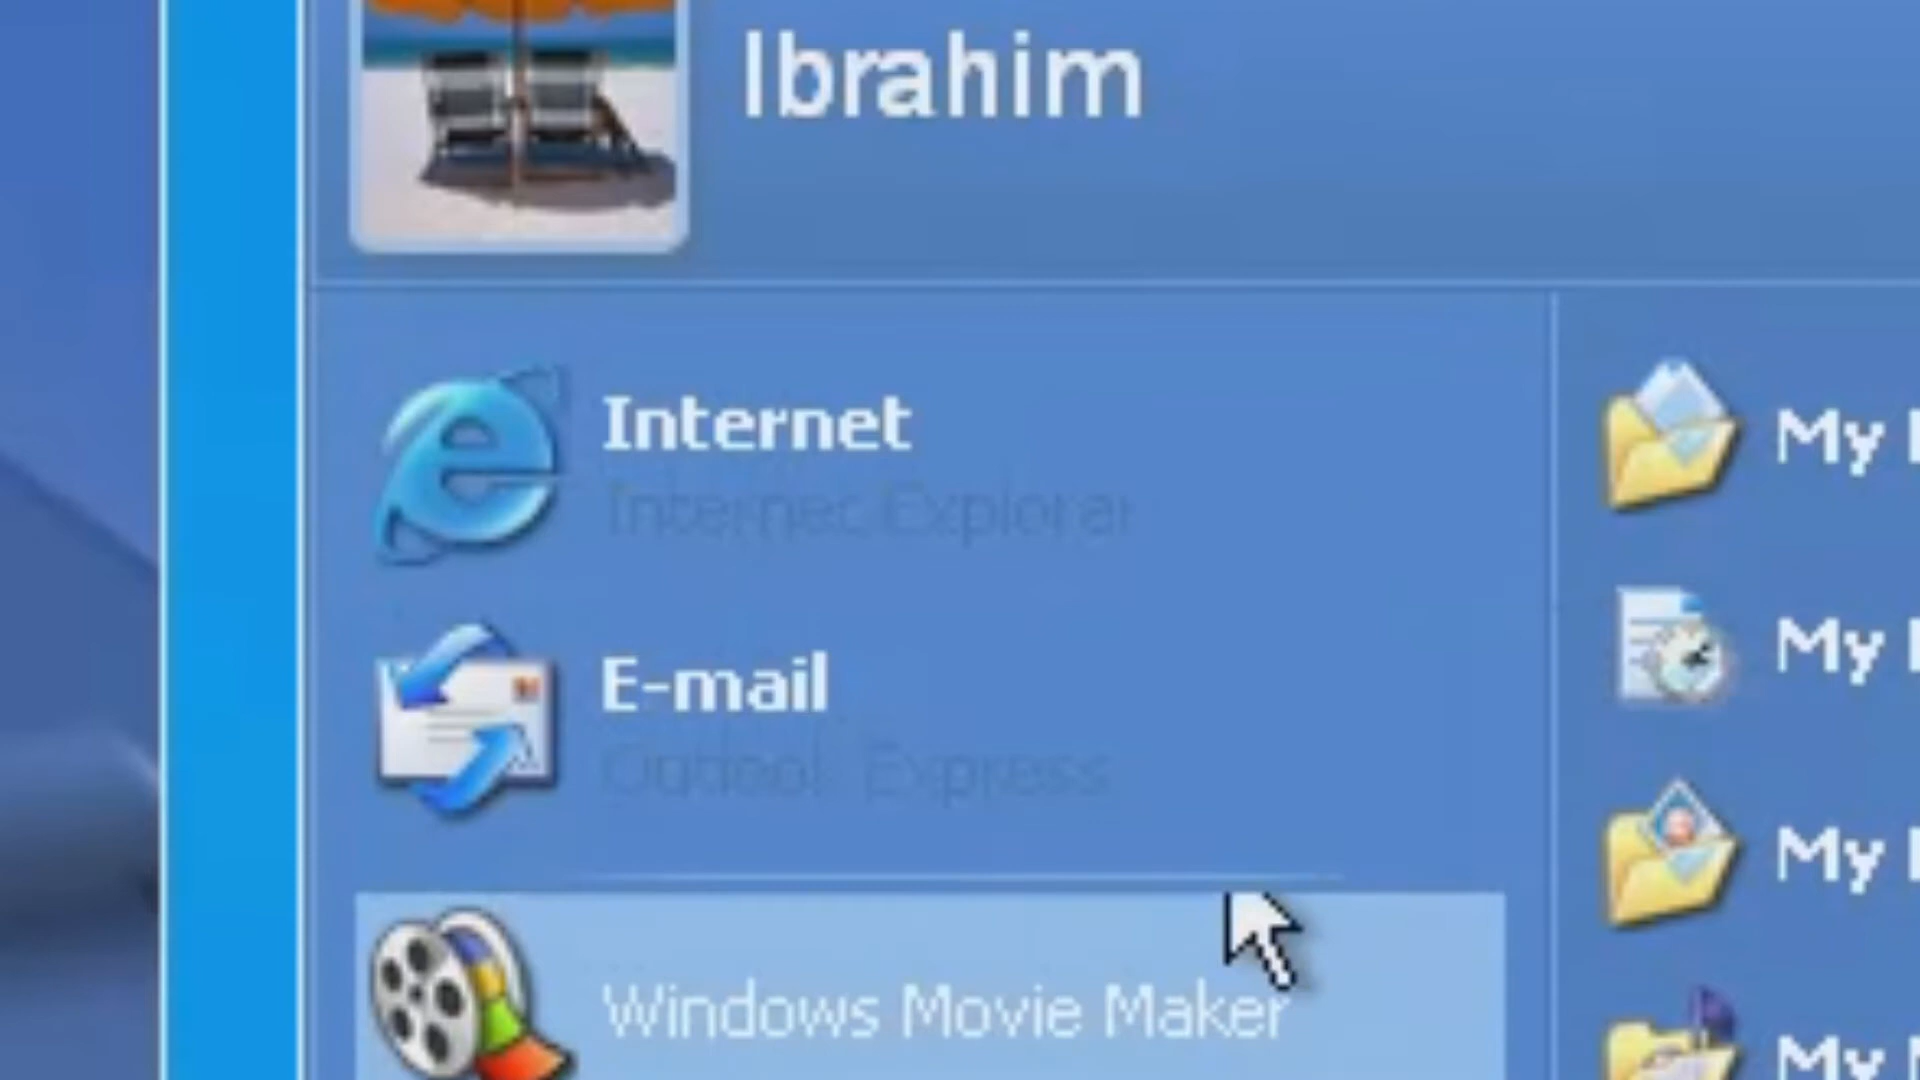 Ibrahim
Internet
Internet Explorer
E-mail
Outlook Express
Windows Movie Maker
My
My
My
My